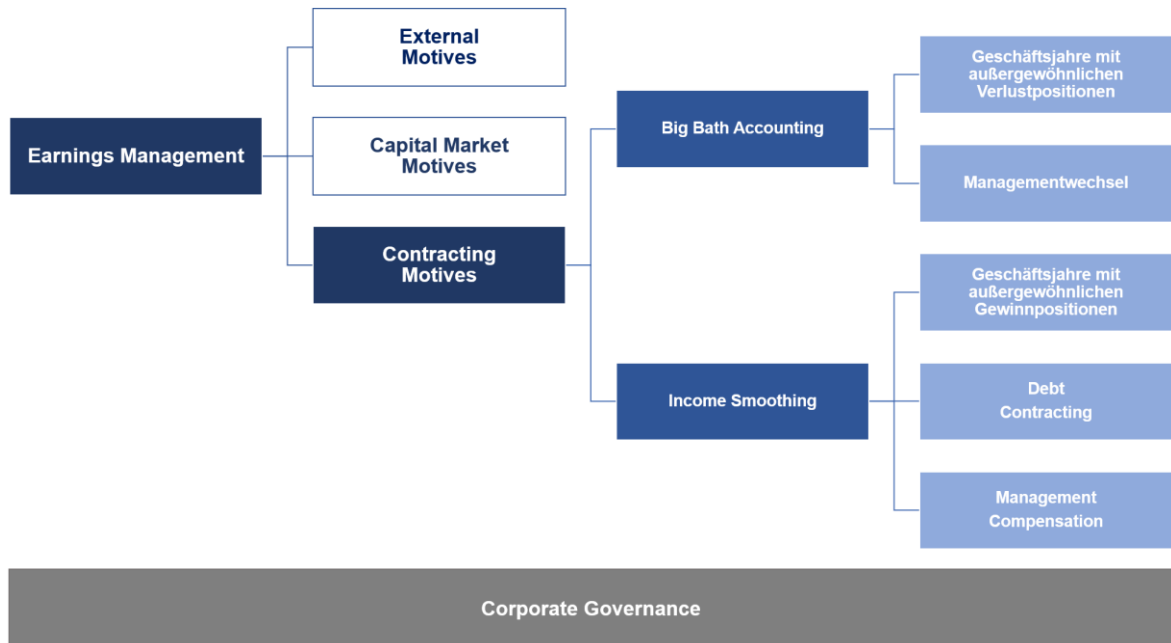 External
Motives
Geschäftsjahre mit
außergewöhnlichen
Verlustpositionen
Big Bath Accounting
Earnings Management
Capital Market
Motives
Managementwechsel
Contracting
Motives
Geschäftsjahre mit
außergewöhnlichen
Gewinnpositionen
Income Smoothing
Debt
Contracting
Management
Compensation
Corporate Governance